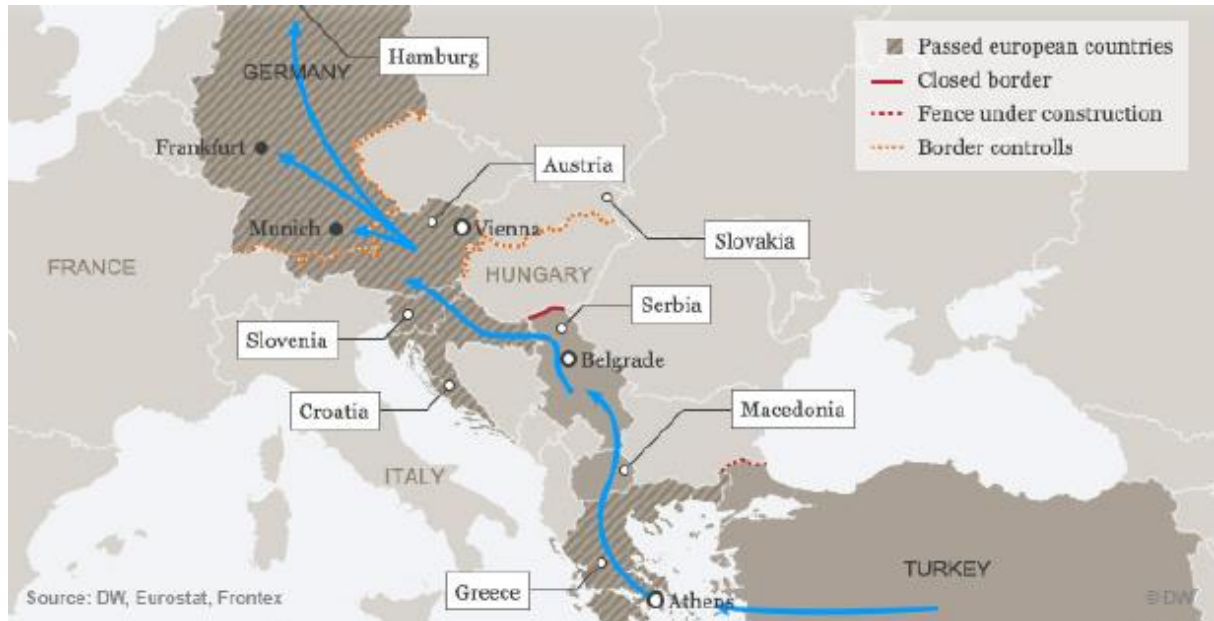 Hamburg
GERMANY
Passed european countries
Closed border
Fence under construction
Border controlls
Frankfurt
Austria
Munich
Vienna
Slovakia
FRANCE
HUNGARY
Serbia
Slovenia
Belgrade
Croatia
Macedonia
ITALY
TURKEY
Greece
Athens
Source: DW, Eurostat, Frontex
© DW